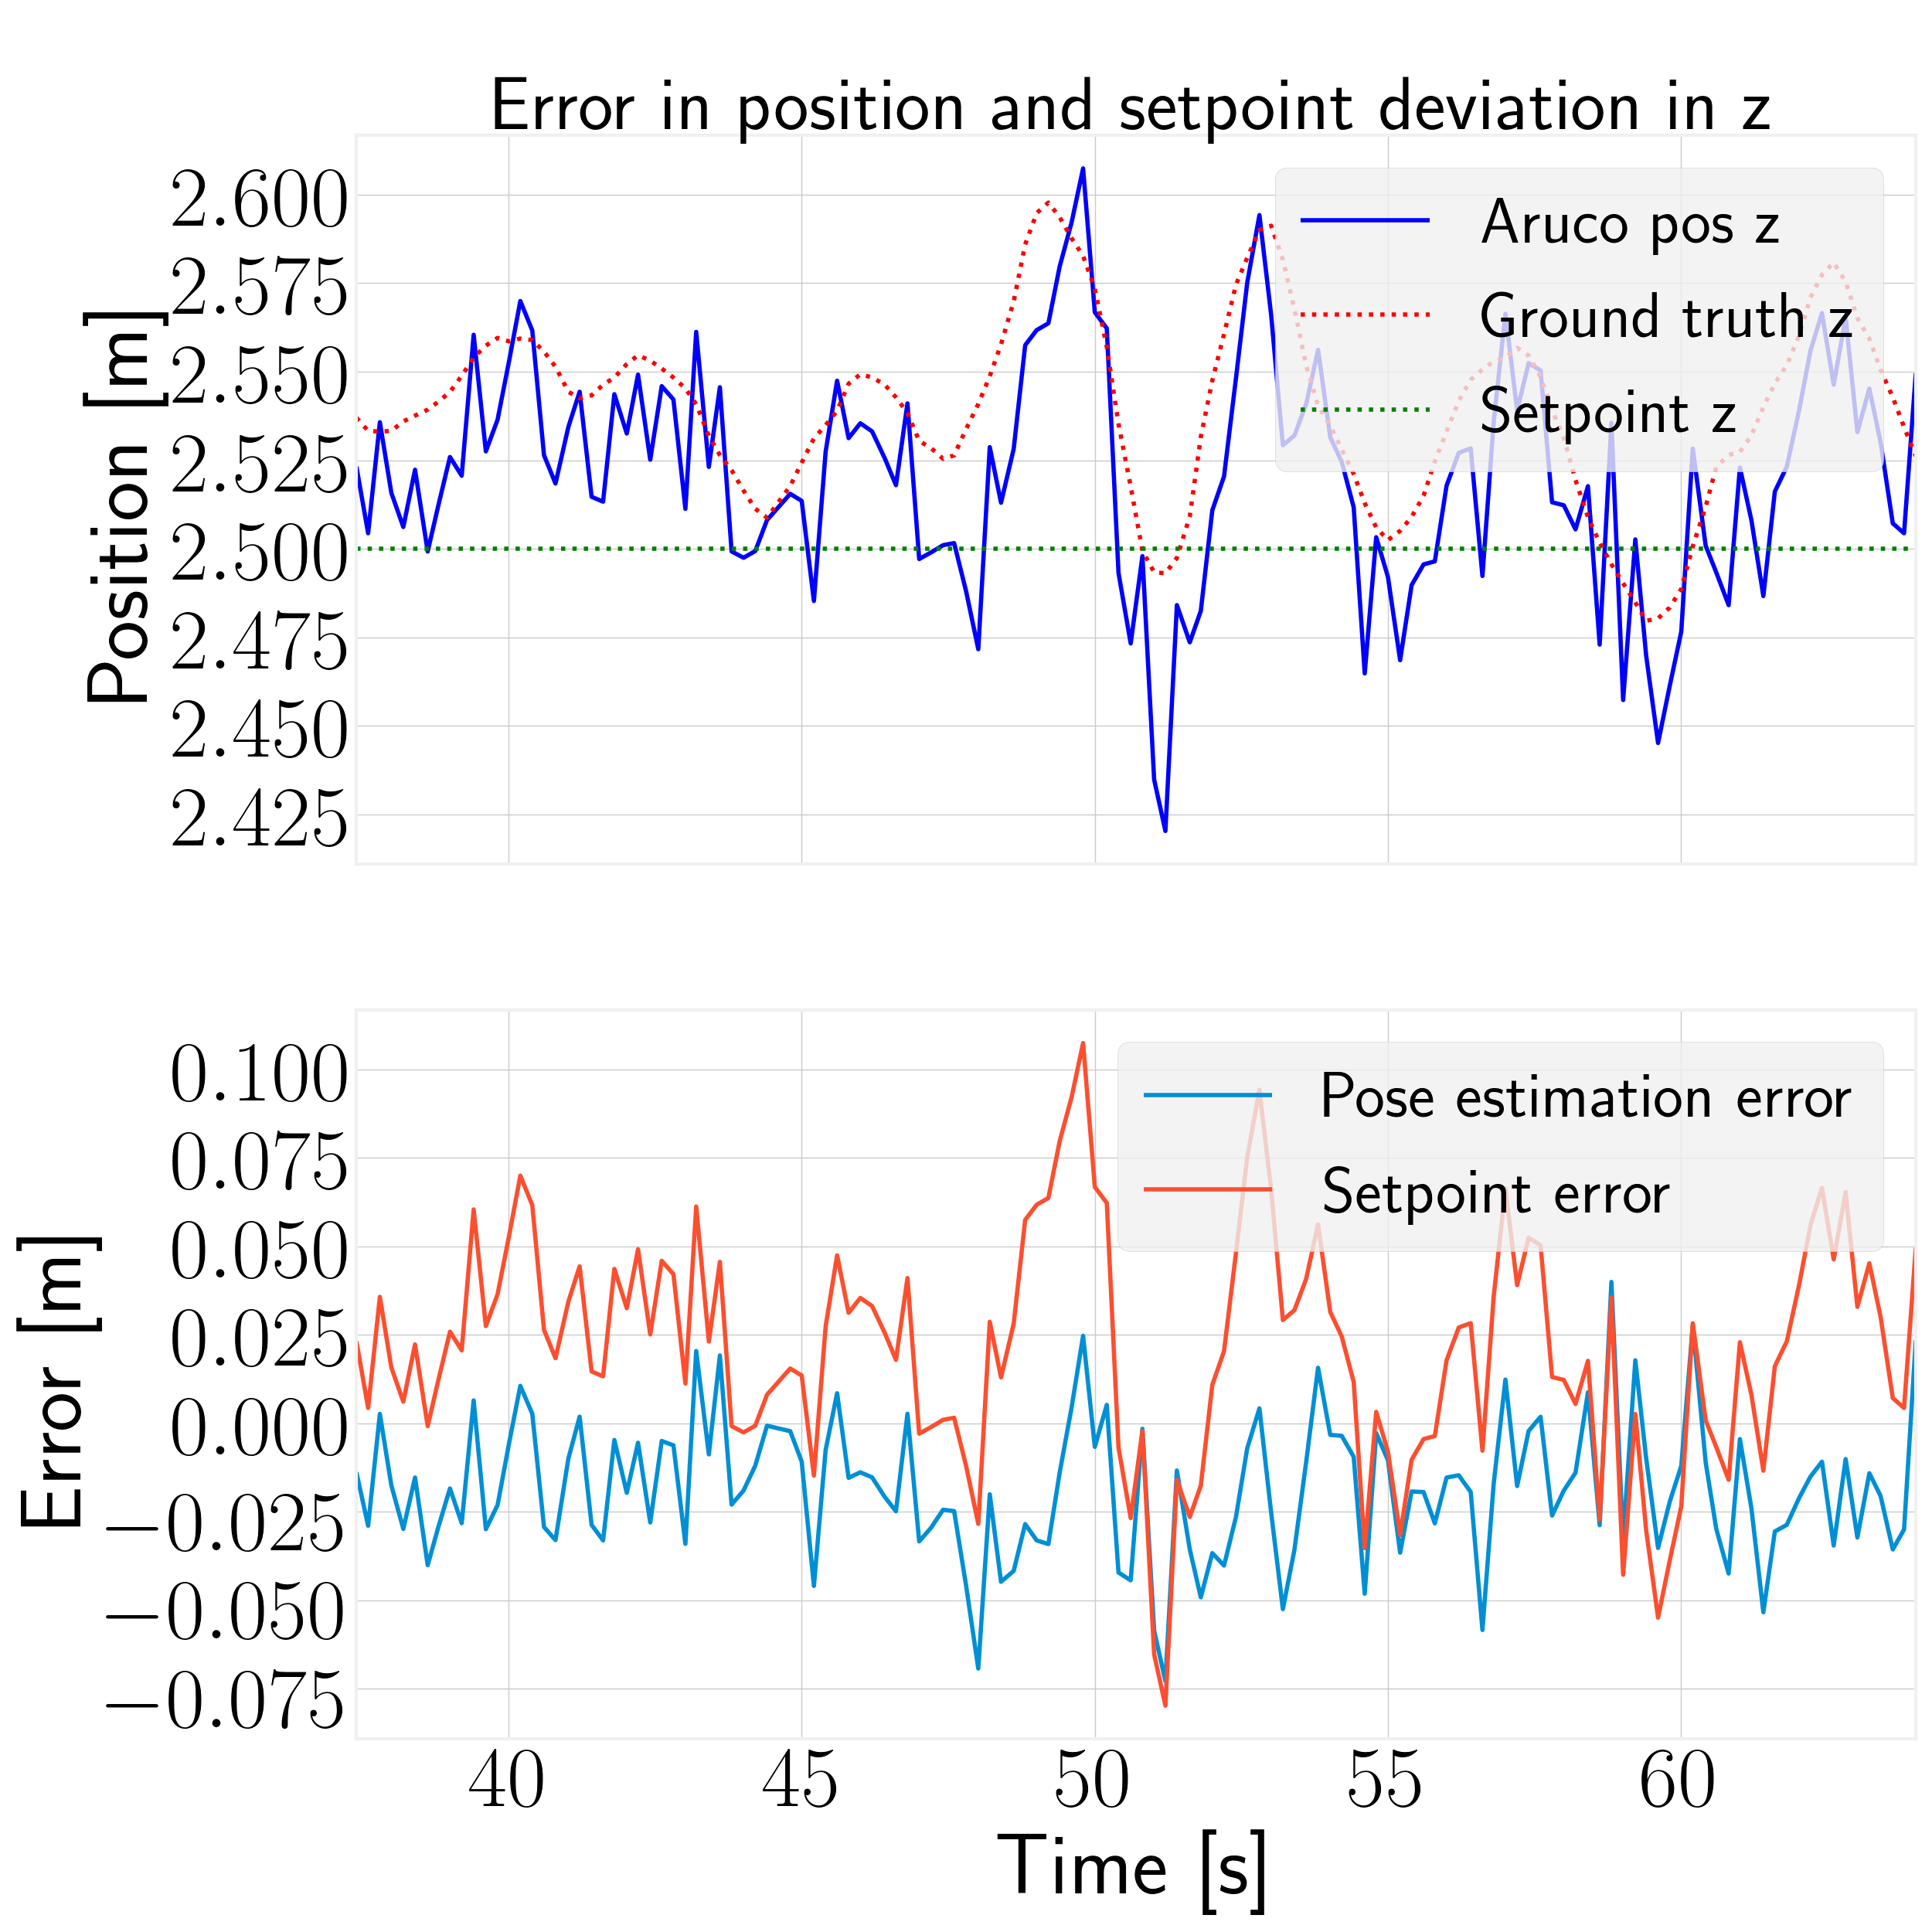 Error in position and setpoint deviation in z
Position [m]
2.600
2.575
2.550
2.525
2.500
2.475
2.450
2.425
Aruco pos z
Ground truth z
Setpoint z
Error [m]
0.100
0.075
0.050
0.025
0.000
−0.025
−0.050
−0.075
Pose estimation error
Setpoint error
40 45 50 55 60
Time [s]